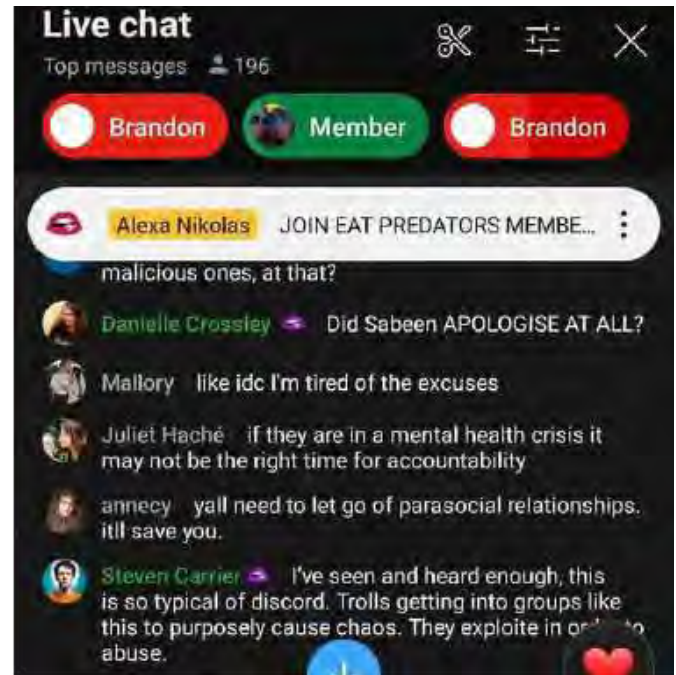 Live chat
Top messages 196
Brandon Member Brandon
Alexa Nikolas JOIN EAT PREDATORS MEMBE...
malicious ones, at that?
Danielle Crossley Did Sabeen APOLOGISE AT ALL?
Mallory like idc I'm tired of the excuses
Juliet Haché if they are in a mental health crisis it
may not be the right time for accountability
annecy yall need to let go of parasocial relationships.
itll save you.
Steven Carrier I've seen and heard enough, this
is so typical of discord. Trolls getting into groups like
this to purposely cause chaos. They exploite in to
abuse.